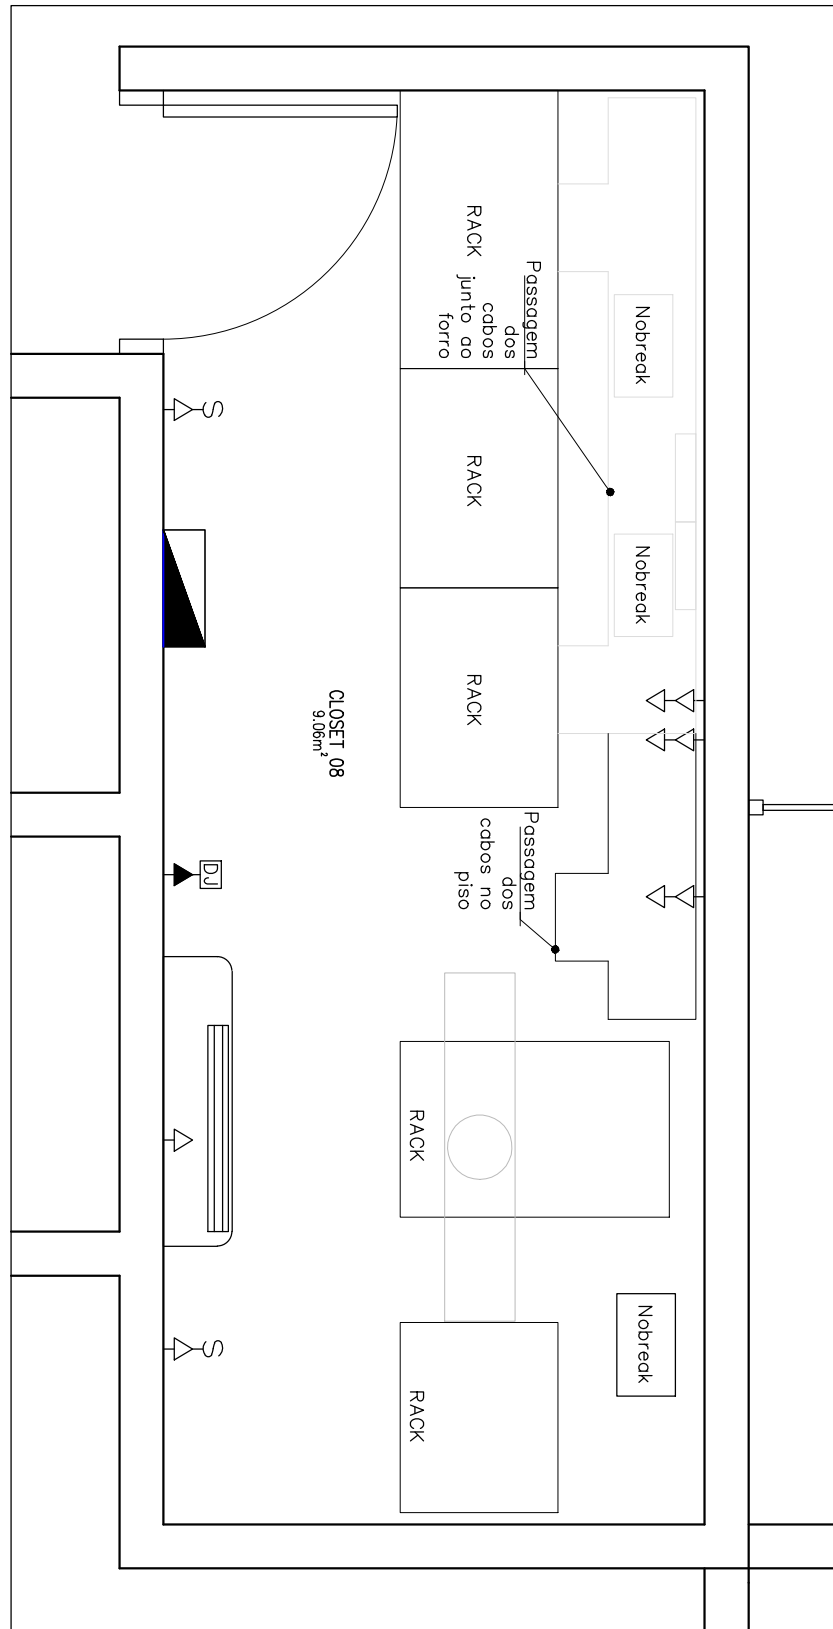 RACK
Passagem
dos
cabos
junto ao
forro
Nobreak
S
RACK
Nobreak
RACK
CLOSET 08
9.06m²
Passagem
dos
cabos no
piso
DJ
RACK
Nobreak
S
RACK